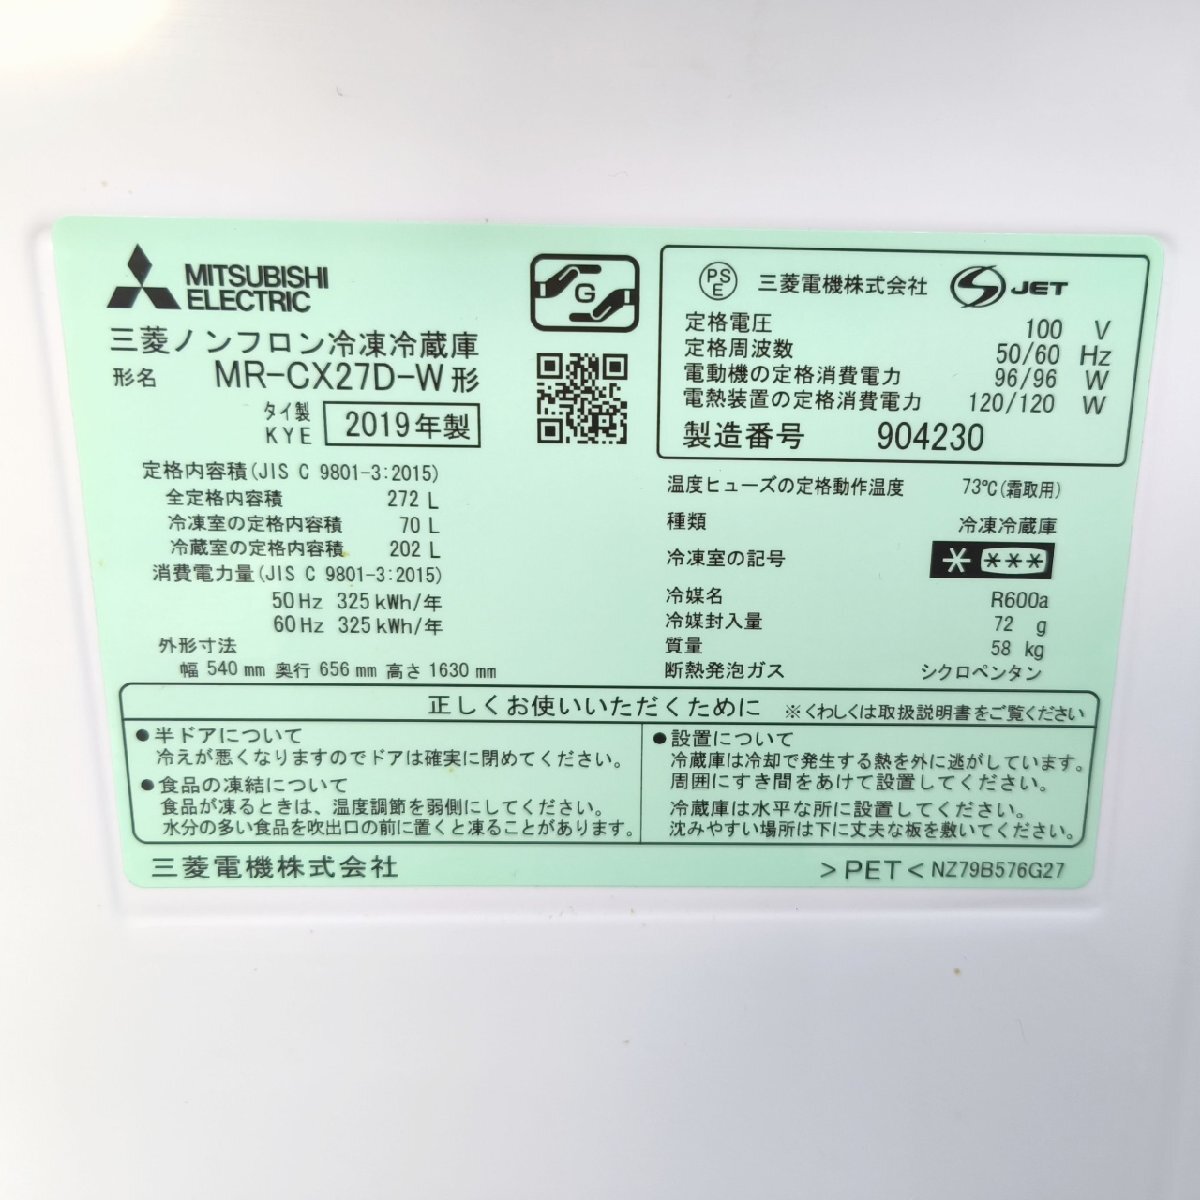 MITSUBISHI
ELECTRIC
三菱ノンフロン冷凍冷蔵庫
形名 MR-CX27D-W形
タイ製
KYE 2019年製
定格内容積(JIS C 9801-3:2015)
全定格内容積 272 L
冷凍室の定格内容積 70 L
冷蔵室の定格内容積 202 L
消費電力量(JIS C 9801-3:2015)
50Hz 325kWh/年
60Hz 325kWh/年
外形寸法
幅 540mm 奥行 656mm 高さ 1630mm
G
PSE 三菱電機株式会社 S JET
定格電圧 100 V
定格周波数 50/60 Hz
電動機の定格消費電力 96/96 W
電熱装置の定格消費電力 120/120 W
製造番号 904230
温度ヒューズの定格動作温度 73℃(霜取用)
種類 冷凍冷蔵庫
冷凍室の記号 * ***
冷媒名 R600a
冷媒封入量 72 g
質量 58 kg
断熱発泡ガス シクロペンタン
正しくお使いいただくために ※くわしくは取扱説明書をご覧ください
●半ドアについて
冷えが悪くなりますのでドアは確実に閉めてください。
●食品の凍結について
食品が凍るときは、温度調節を弱側にしてください。
水分の多い食品を吹出口の前に置くと凍ることがあります。
●設置について
冷蔵庫は冷却で発生する熱を外に逃がしています。
周囲にすき間をあけて設置してください。
冷蔵庫は水平な所に設置してください。
沈みやすい場所は下に丈夫な板を敷いてください。
三菱電機株式会社 >PET< NZ79B576G27